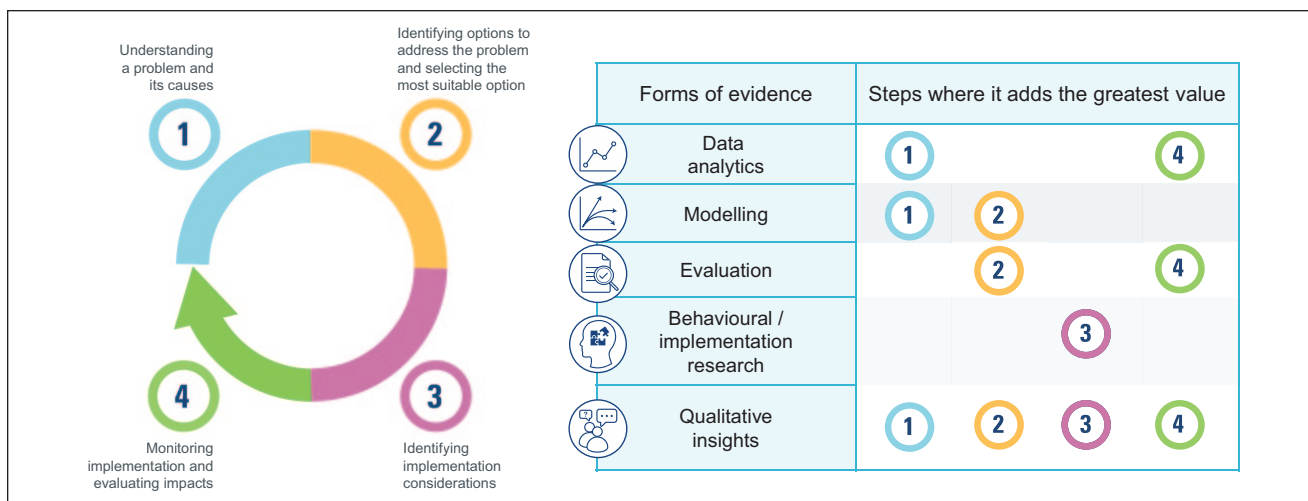 Understanding
a problem and
its causes
1
Identifying options to
address the problem
and selecting the
most suitable option
2
4
Monitoring
implementation and
evaluating impacts
3
Identifying
implementation
considerations
Forms of evidence
Steps where it adds the greatest value
Data
analytics
1 4
Modelling
1 2
Evaluation
2 4
Behavioural /
implementation
research
3
?
Qualitative
insights
1 2 3 4